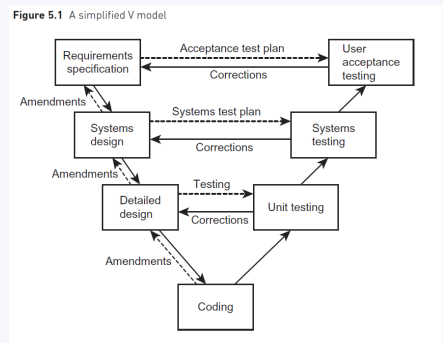 Figure 5.1 A simplified V model
Requirements
specification
Acceptance test plan
Corrections
User
acceptance
testing
Amendments
Systems
design
Systems test plan
Corrections
Systems
testing
Amendments
Detailed
design
Testing
Corrections
Unit testing
Amendments
Coding